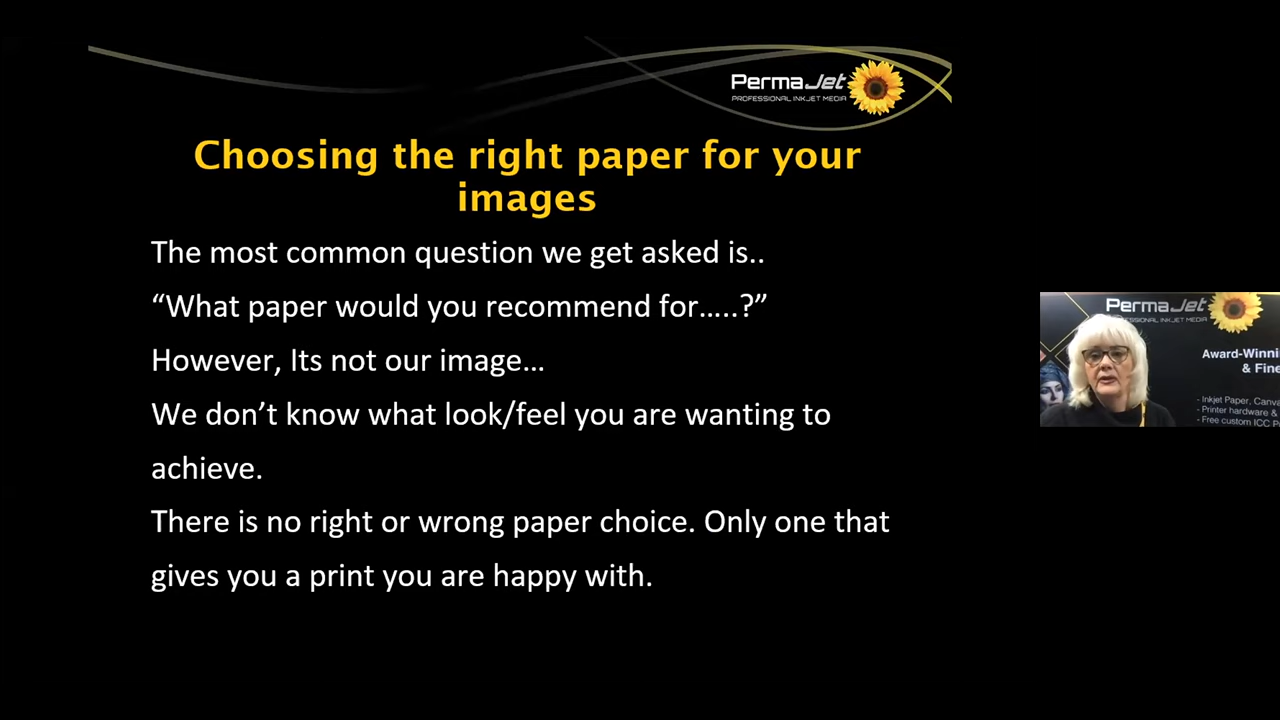 PERMAJET
PROFESSIONAL INKJET MEDIA
Choosing the right paper for your
images
The most common question we get asked is..
“What paper would you recommend for…..?”
However, Its not our image…
We don’t know what look/feel you are wanting to
achieve.
There is no right or wrong paper choice. Only one that
gives you a print you are happy with.
PERMAJET
PROFESSIONAL INKJET MEDIA
Award-Winni
& Fine
- Inkjet Paper, Canva
- Printer hardware &
- Free custom ICC P